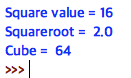 Square value = 16
Squareroot =  2.0
Cube =  64
>>>